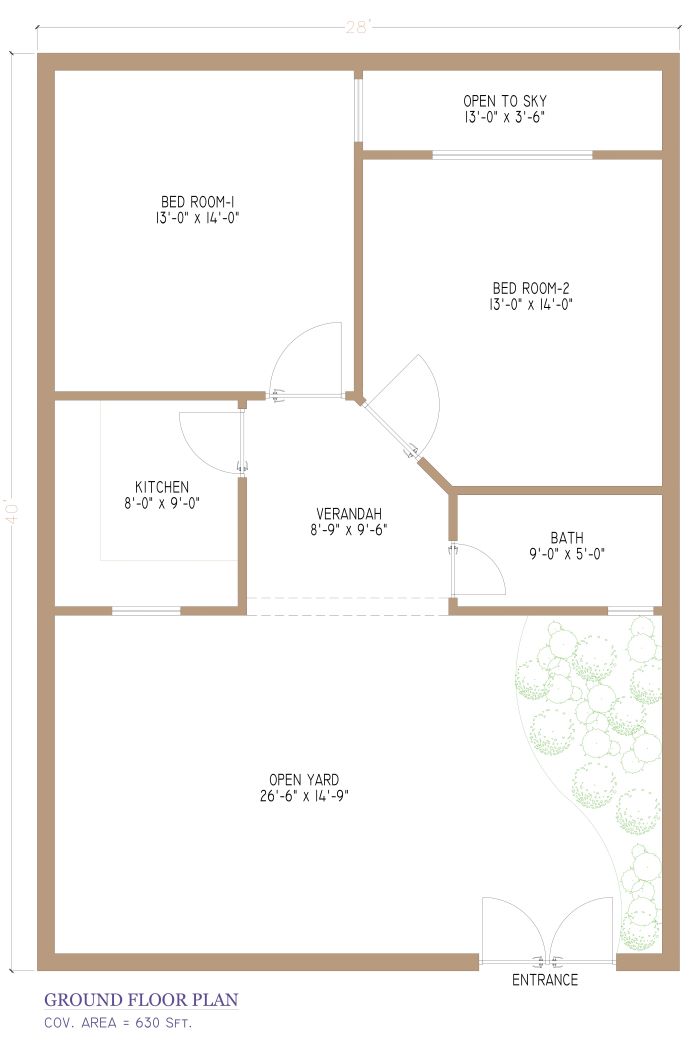 28'
OPEN TO SKY
13'-0" X 3'-6"
BED ROOM-1
13'-0" X 14'-0"
BED ROOM-2
13'-0" X 14'-0"
40'
KITCHEN
8'-0" X 9'-0"
VERANDAH
8'-9" X 9'-6"
BATH
9'-0" X 5'-0"
OPEN YARD
26'-6" X 14'-9"
ENTRANCE
GROUND FLOOR PLAN
COV. AREA = 630 SFT.